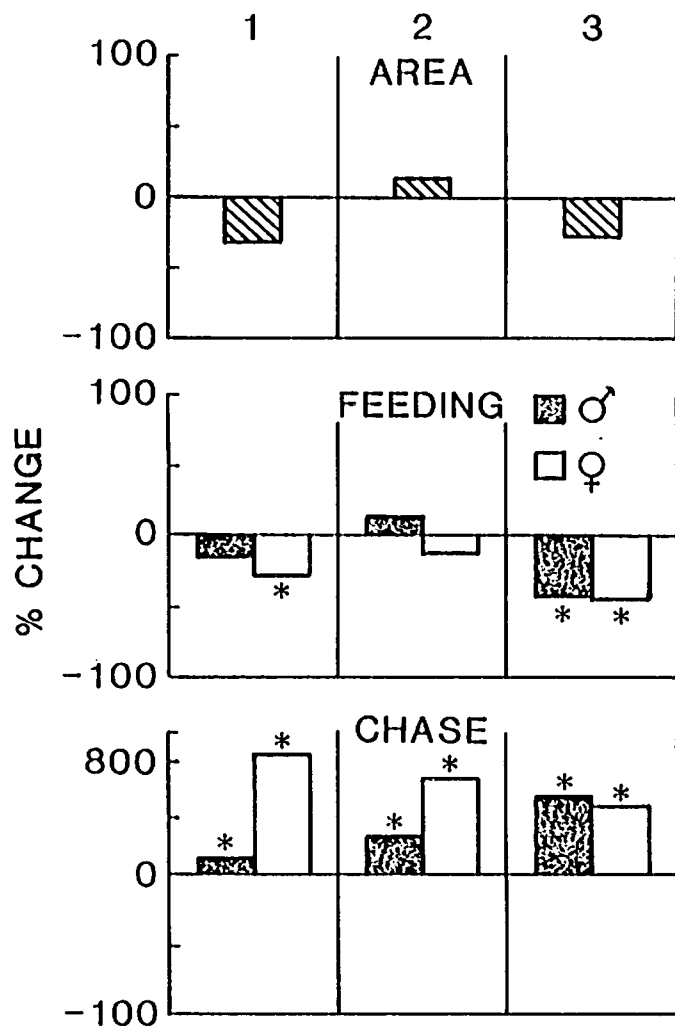 1 2 3
100
AREA
0
-100
100
FEEDING ♂
♀
0
*
* *
-100
% CHANGE
CHASE
800
* * * * * *
0
-100